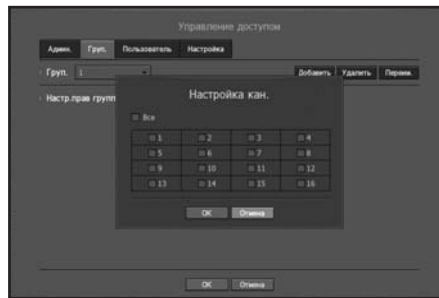 Управление доступом
Админ. Груп. Пользователь Настройка
Груп. 1 Добавить Удалить Переим.
Настр.прав групп
Настройка кан.
Все
1 2 3 4
5 6 7 8
9 10 11 12
13 14 15 16
OK Отмена
OK Отмена